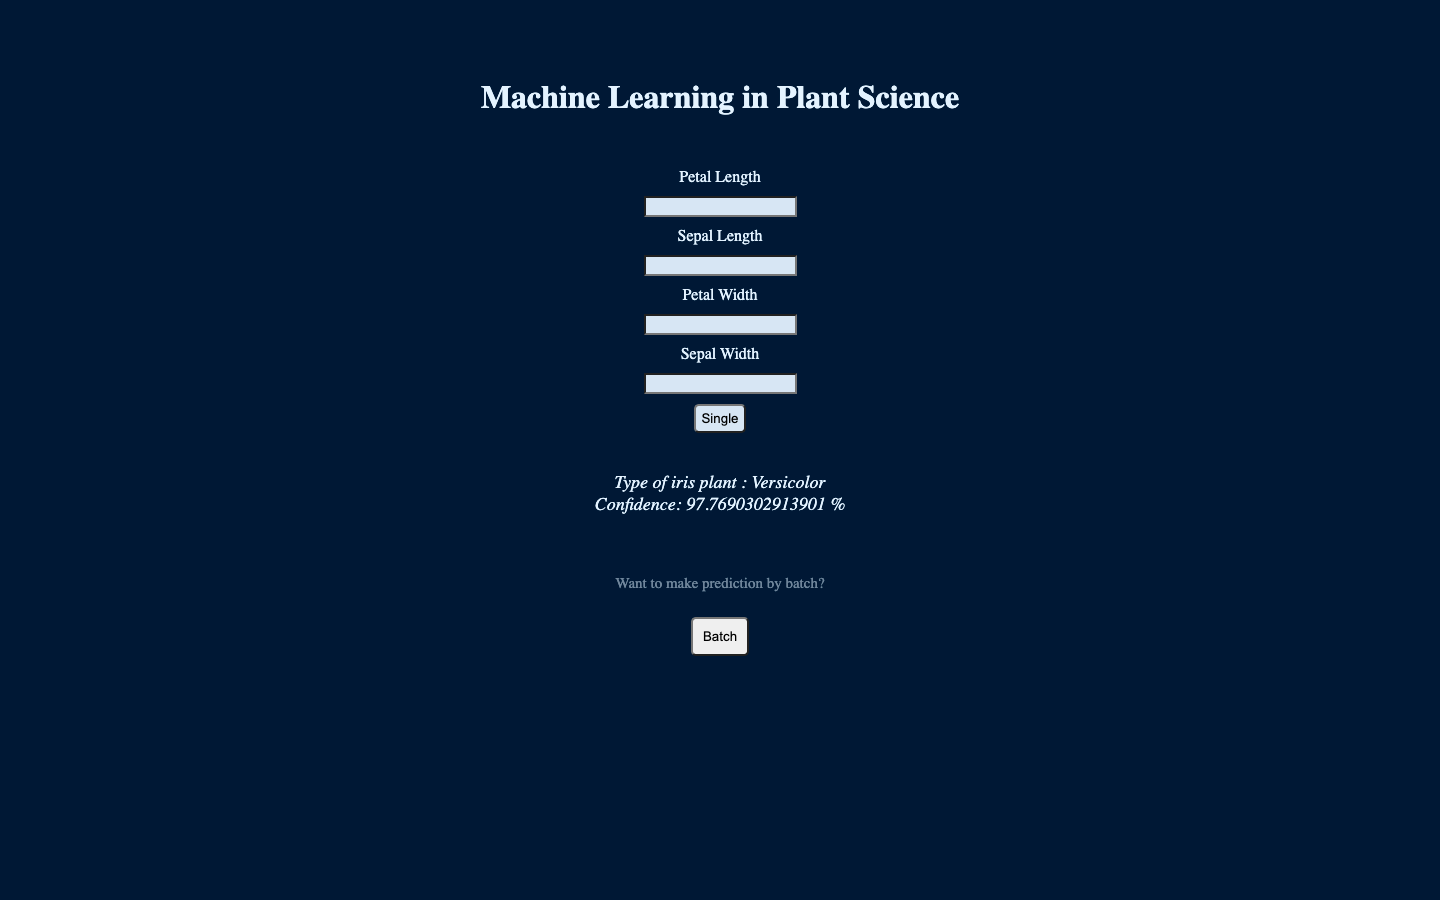 Machine Learning in Plant Science
Petal Length
Sepal Length
Petal Width
Sepal Width
Single
Type of iris plant : Versicolor
Confidence: 97.7690302913901 %
Want to make prediction by batch?
Batch